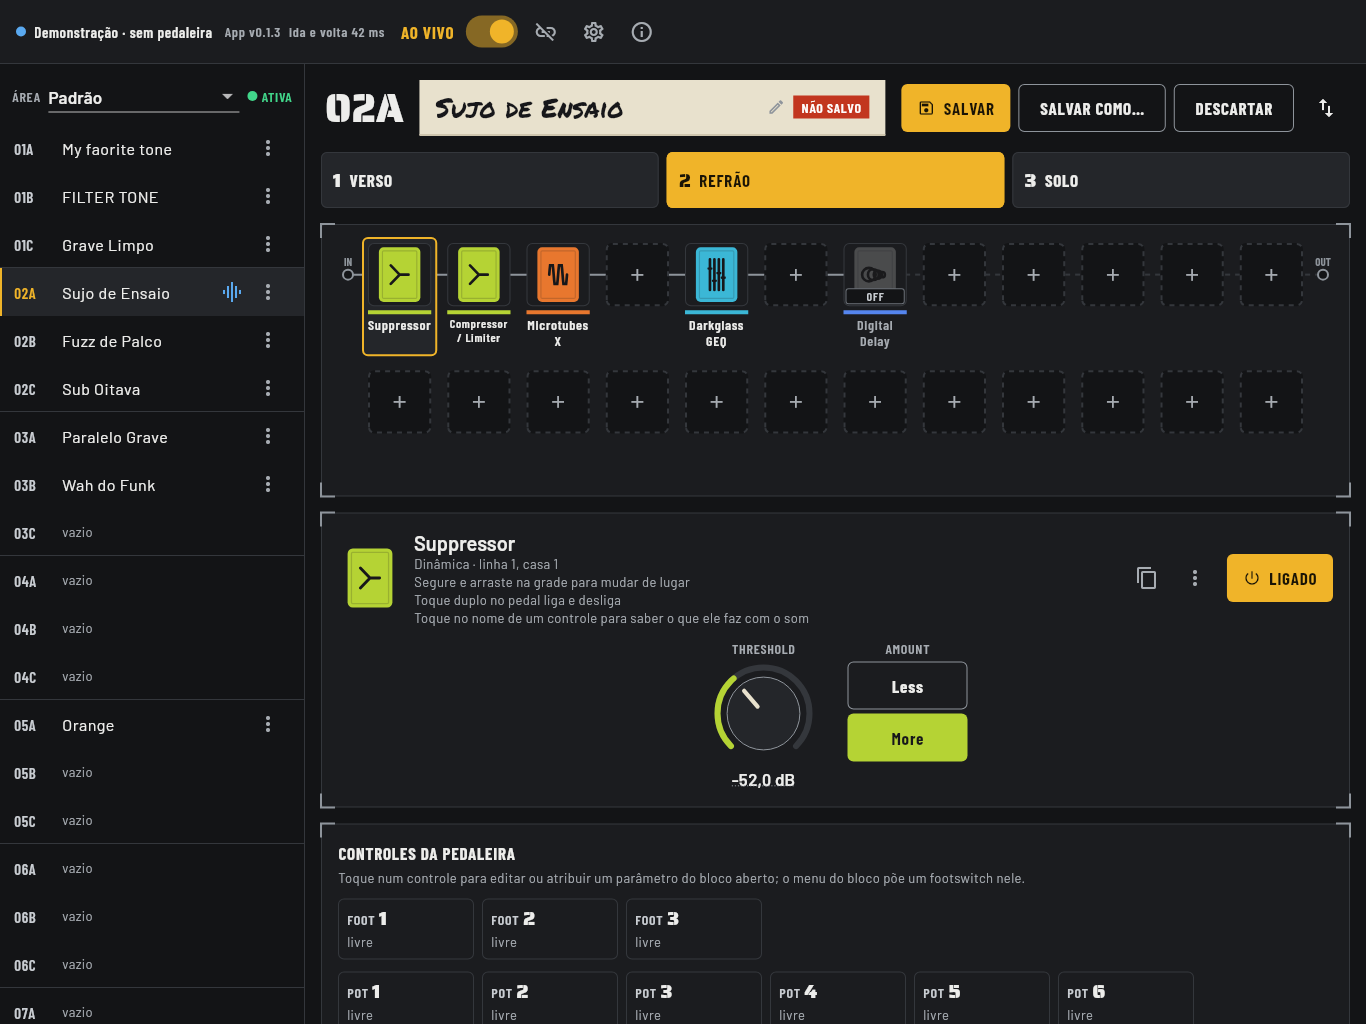 Demonstração · sem pedaleira App v0.1.3 Ida e volta 42 ms AO VIVO
ÁREA Padrão ATIVA
01A My faorite tone
01B FILTER TONE
01C Grave Limpo
02A Sujo de Ensaio
02B Fuzz de Palco
02C Sub Oitava
03A Paralelo Grave
03B Wah do Funk
03C vazio
04A vazio
04B vazio
04C vazio
05A Orange
05B vazio
05C vazio
06A vazio
06B vazio
06C vazio
07A vazio
02A Sujo de Ensaio NÃO SALVO SALVAR SALVAR COMO... DESCARTAR
1 VERSO 2 REFRÃO 3 SOLO
IN OUT
OFF
Suppressor Compressor / Limiter Microtubes X Darkglass GEQ Digital Delay
Suppressor
Dinâmica · linha 1, casa 1
Segure e arraste na grade para mudar de lugar
Toque duplo no pedal liga e desliga
Toque no nome de um controle para saber o que ele faz com o som
LIGADO
THRESHOLD AMOUNT
Less
More
-52,0 dB
CONTROLES DA PEDALEIRA
Toque num controle para editar ou atribuir um parâmetro do bloco aberto; o menu do bloco põe um footswitch nele.
FOOT 1 FOOT 2 FOOT 3
livre livre livre
POT 1 POT 2 POT 3 POT 4 POT 5 POT 6
livre livre livre livre livre livre